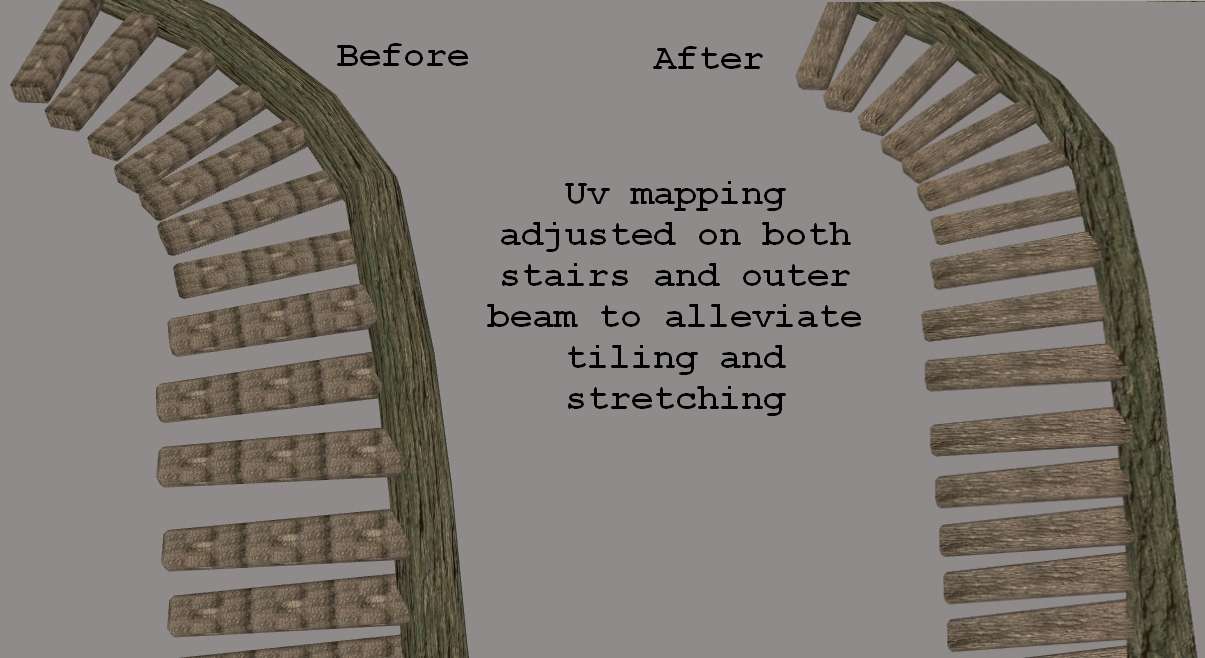 Before
After
Uv mapping
adjusted on both
stairs and outer
beam to alleviate
tiling and
stretching